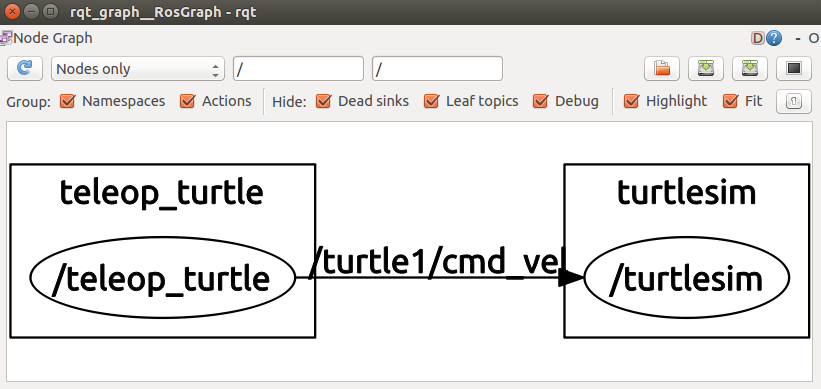 rqt_graph__RosGraph - rqt
Node Graph
D ? - O
Nodes only / /
Group: Namespaces Actions Hide: Dead sinks Leaf topics Debug Highlight Fit
teleop_turtle
turtlesim
/teleop_turtle
/turtle1/cmd_vel
/turtlesim